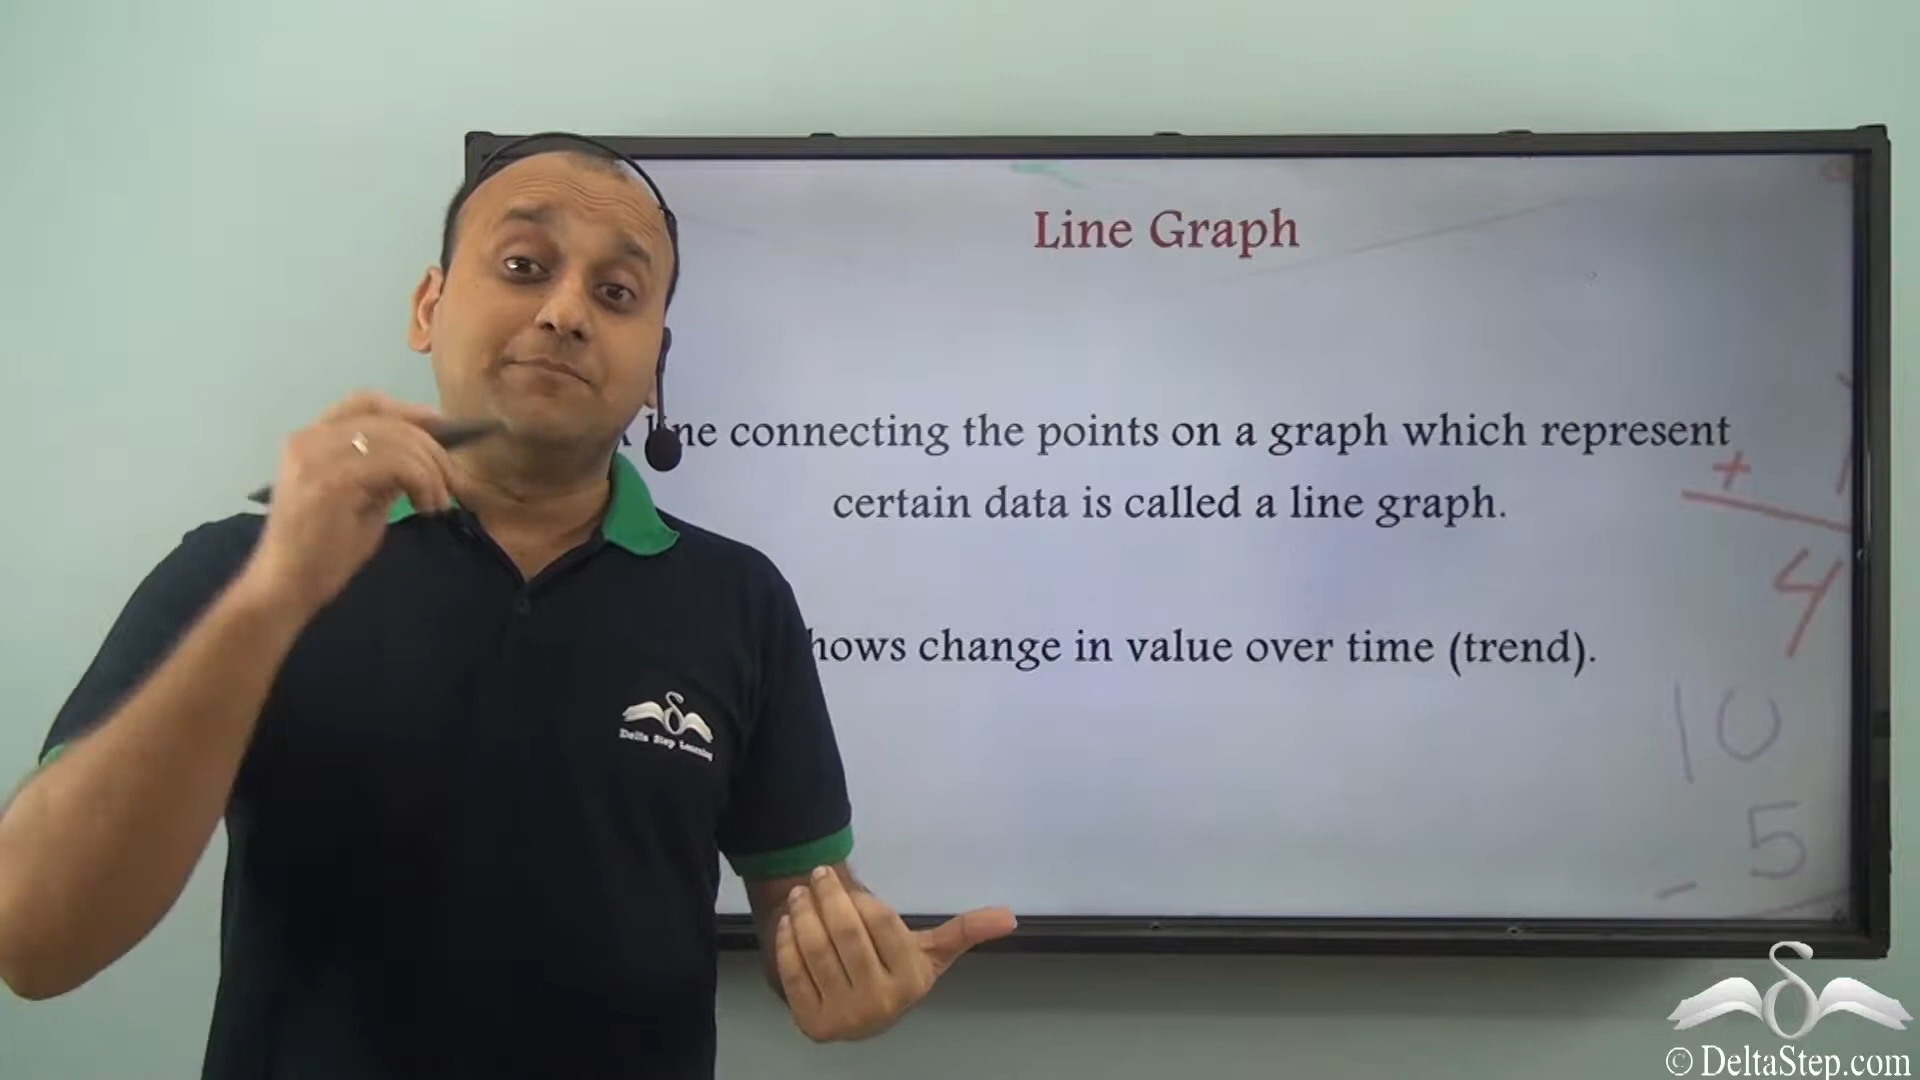 Line Graph
line connecting the points on a graph which represent
certain data is called a line graph.
hows change in value over time (trend).
+
4
10
5
-
Delta Step Learning
© DeltaStep.com